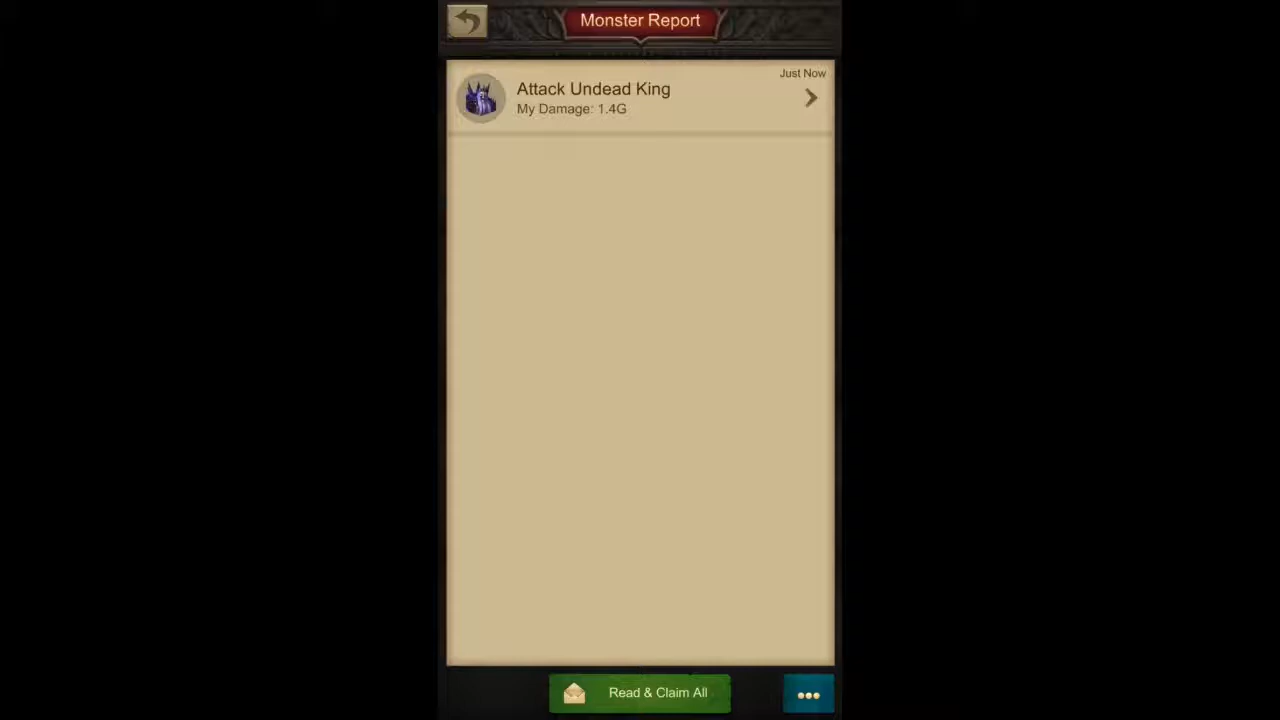 Monster Report
Just Now
Attack Undead King
My Damage: 1.4G
Read & Claim All